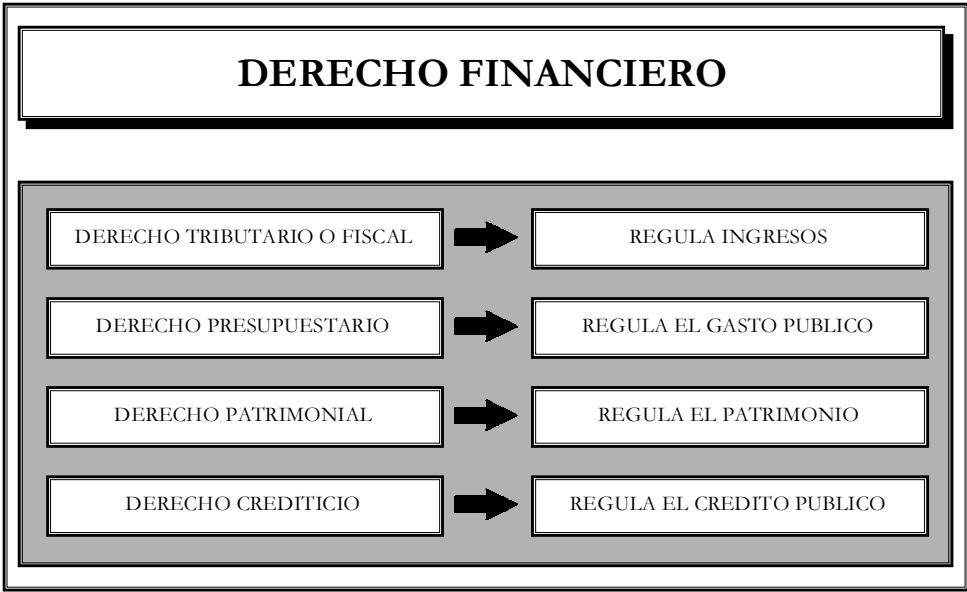 DERECHO FINANCIERO
DERECHO TRIBUTARIO O FISCAL
REGULA INGRESOS
DERECHO PRESUPUESTARIO
REGULA EL GASTO PUBLICO
DERECHO PATRIMONIAL
REGULA EL PATRIMONIO
DERECHO CREDITICIO
REGULA EL CREDITO PUBLICO